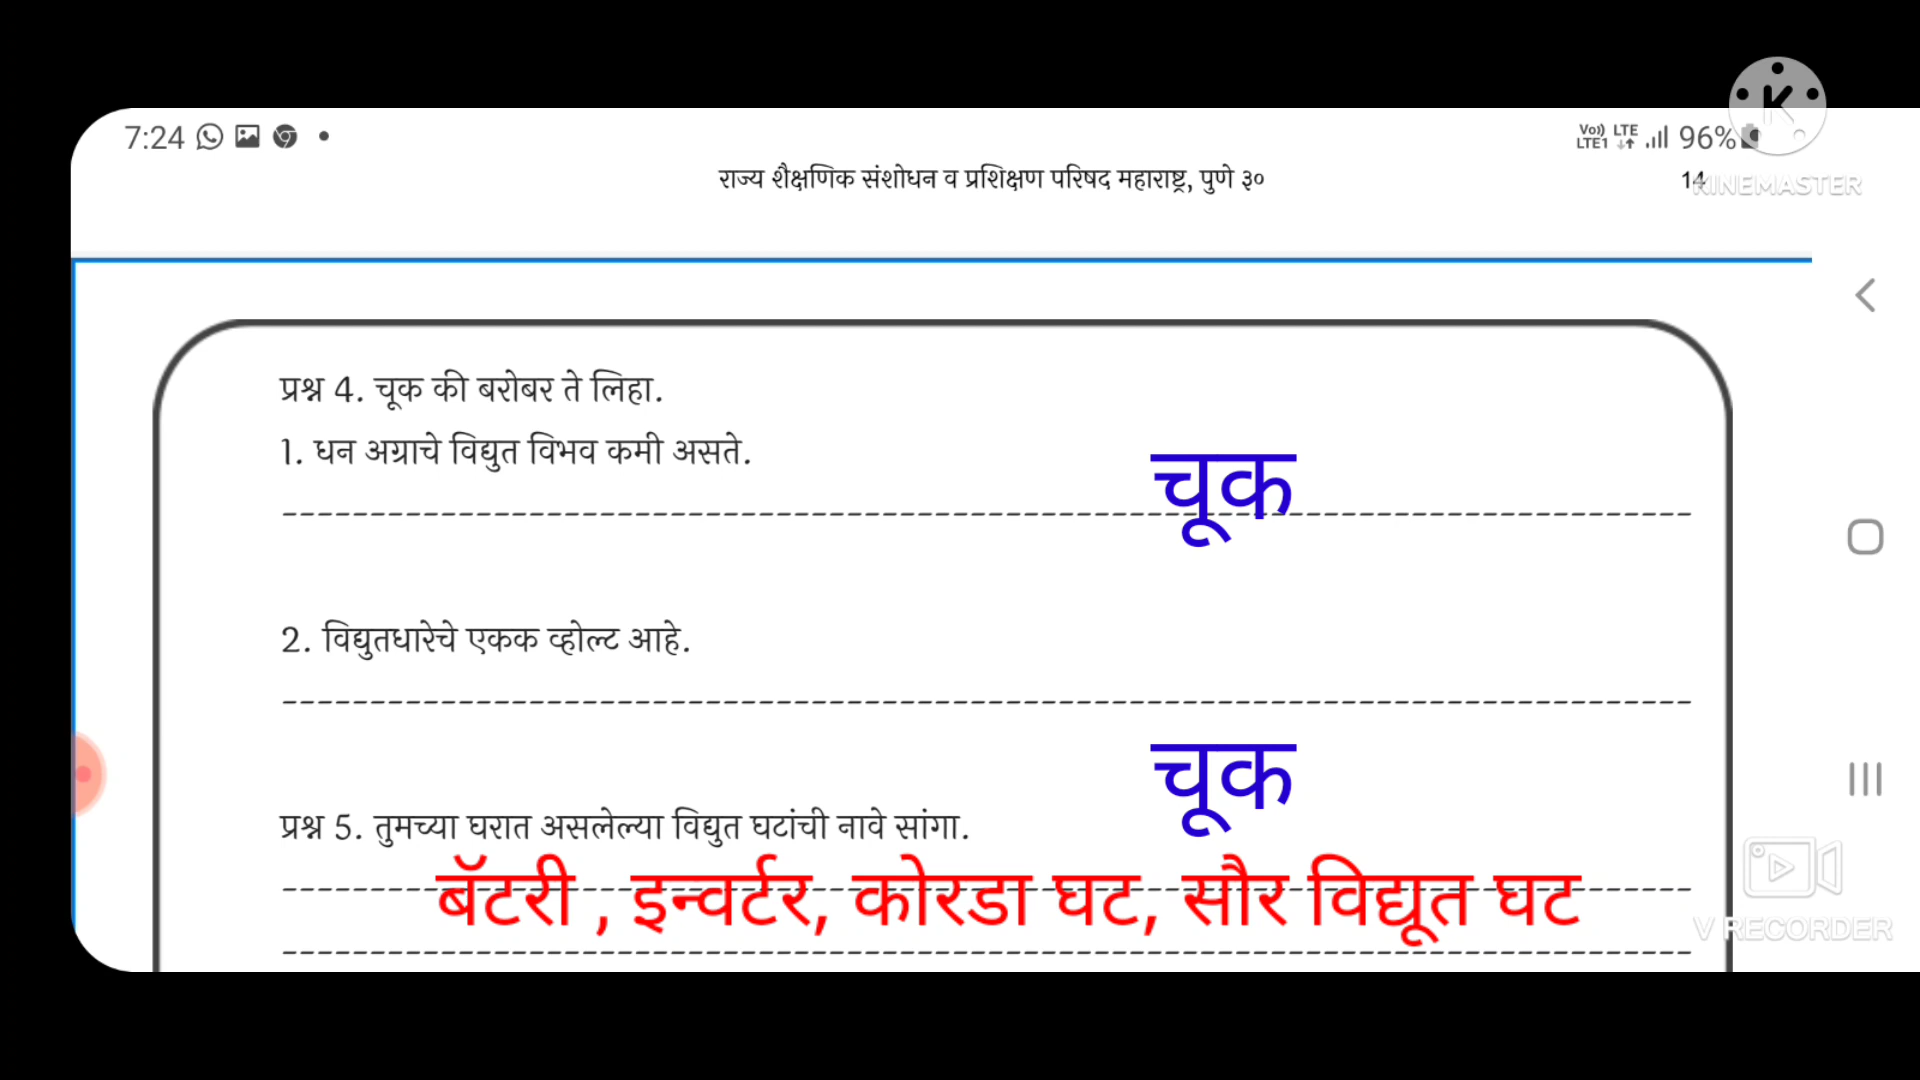 7:24
Vo)) LTE LTE1 96%
राज्य शैक्षणिक संशोधन व प्रशिक्षण परिषद महाराष्ट्र, पुणे ३०
14
KINEMASTER
प्रश्न 4. चूक की बरोबर ते लिहा.
1. धन अग्राचे विद्युत विभव कमी असते.
चूक
2. विद्युतधारेचे एकक व्होल्ट आहे.
चूक
प्रश्न 5. तुमच्या घरात असलेल्या विद्युत घटांची नावे सांगा.
बॅटरी , इन्वर्टर, कोरडा घट, सौर विद्यूत घट
V RECORDER